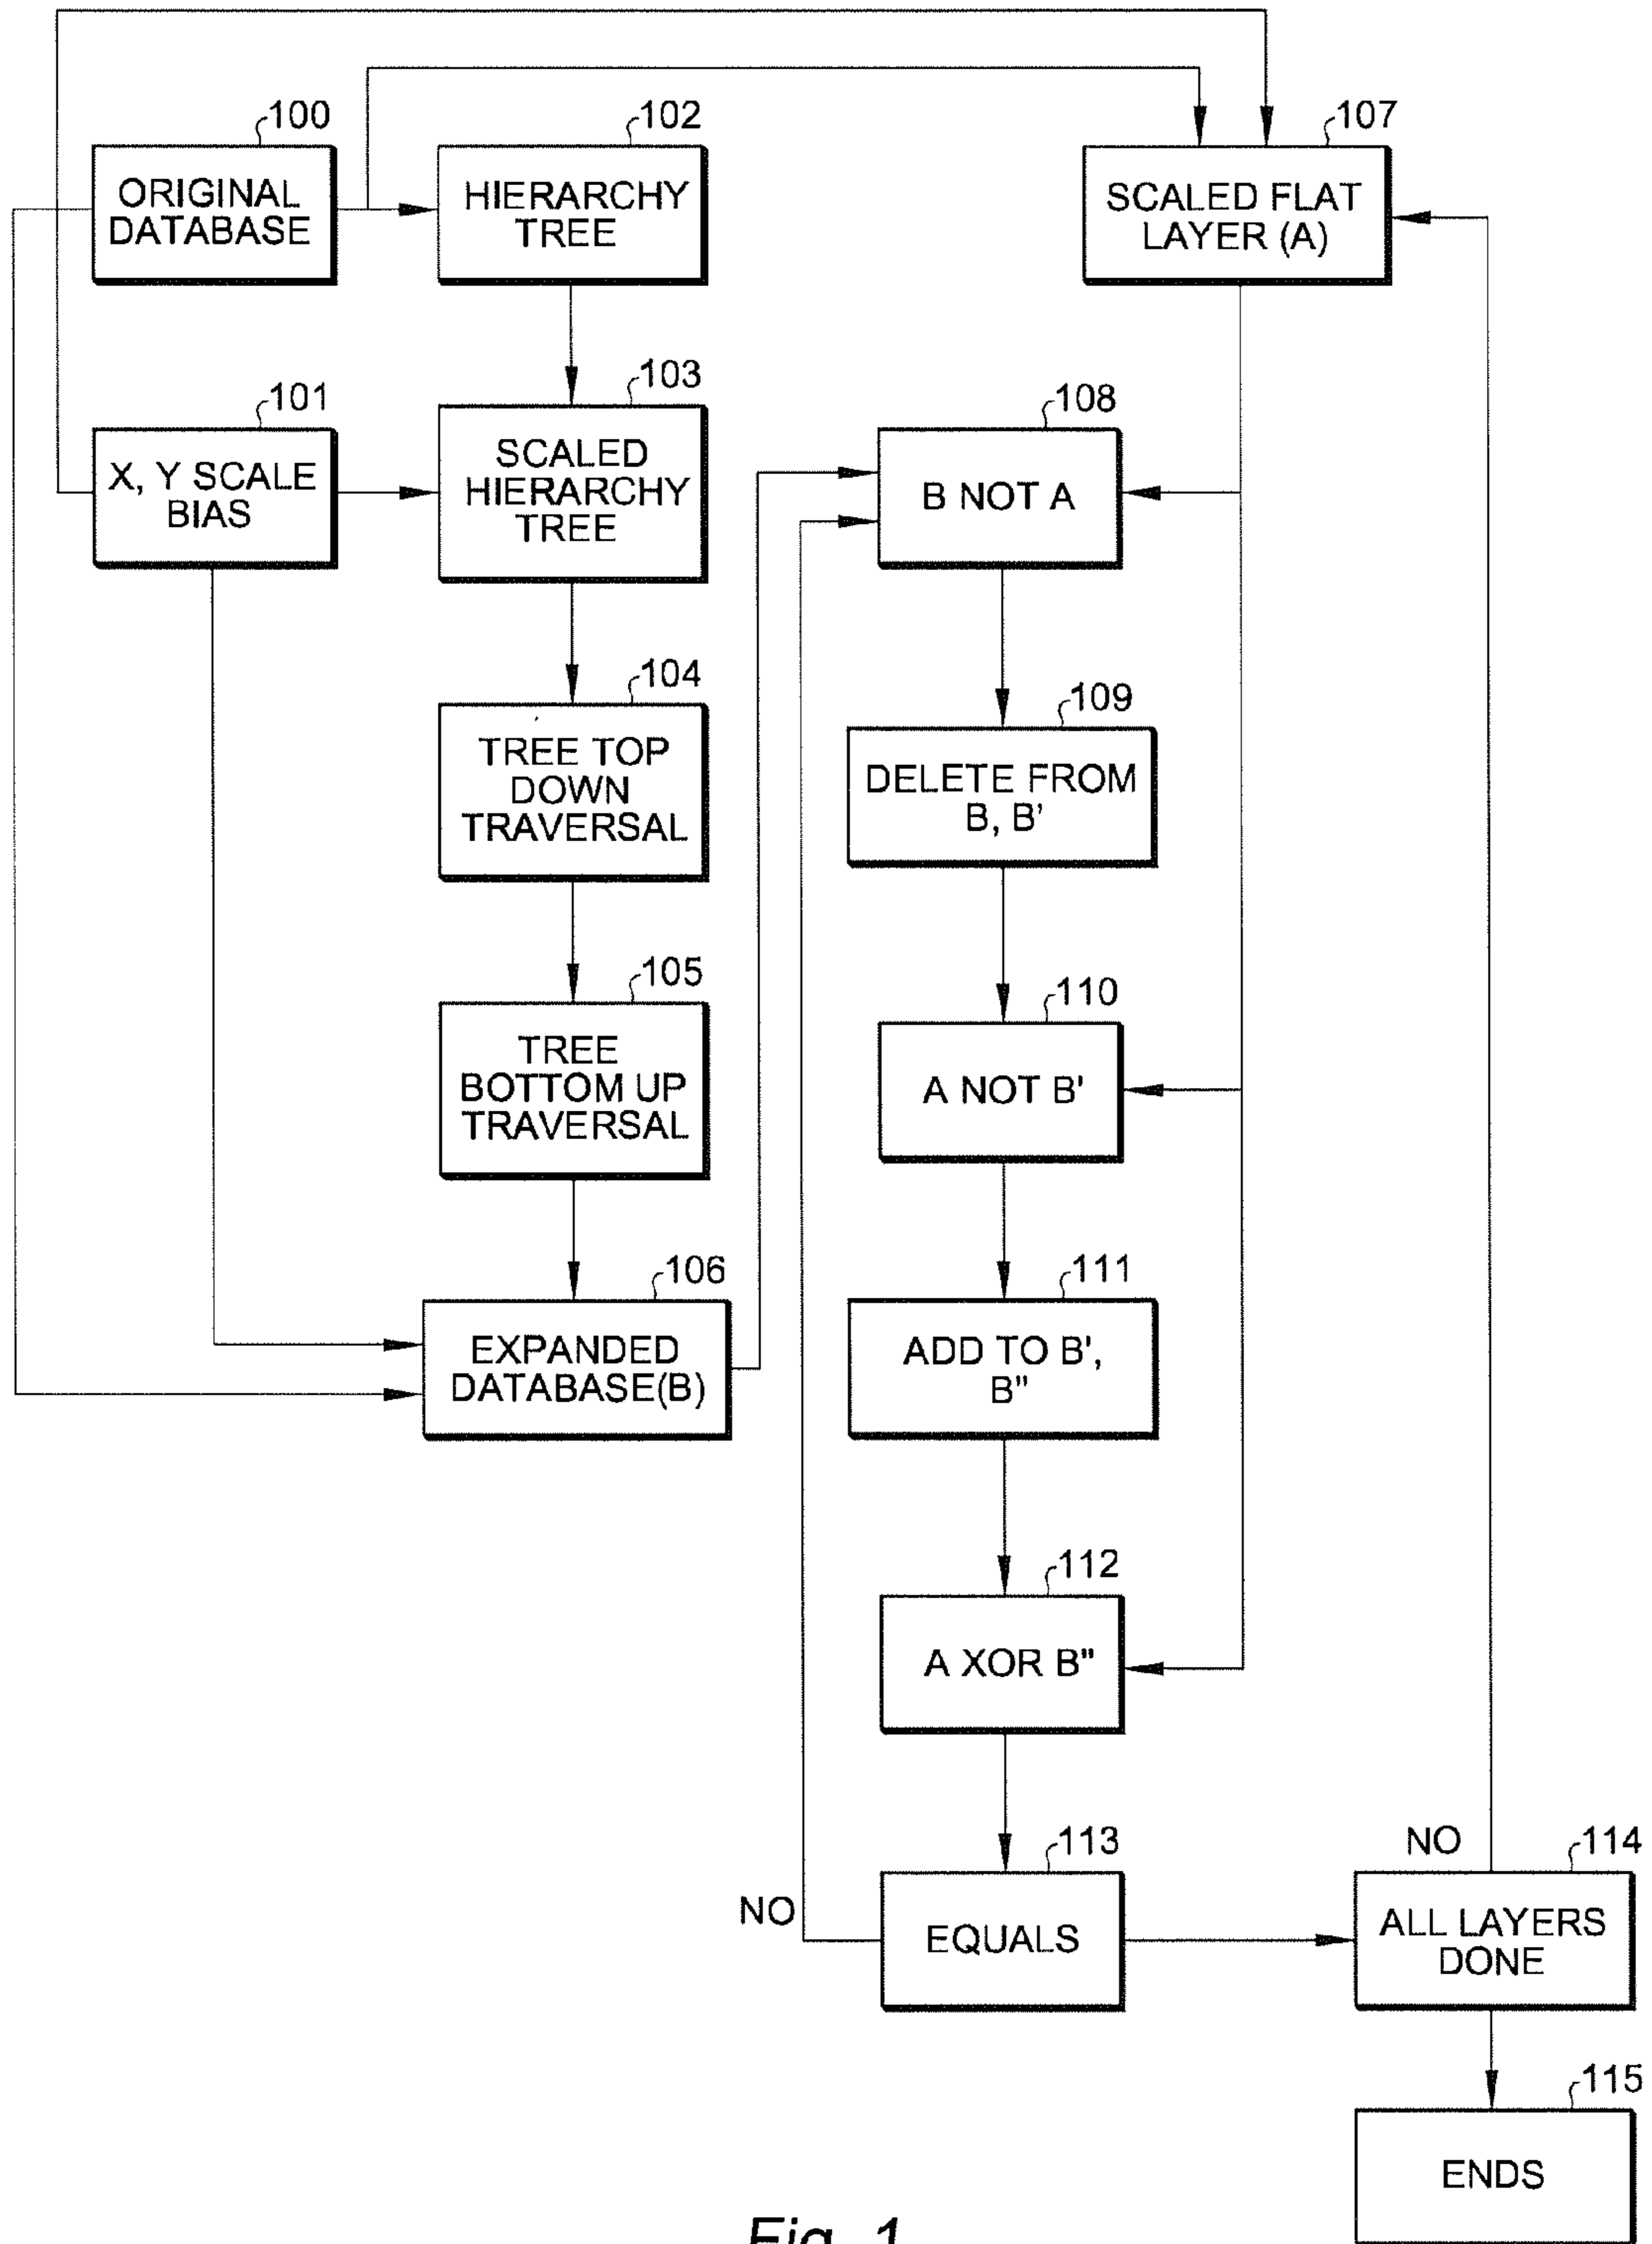 100
ORIGINAL
DATABASE
102
HIERARCHY
TREE
107
SCALED FLAT
LAYER (A)
101
X, Y SCALE
BIAS
103
SCALED
HIERARCHY
TREE
108
B NOT A
104
TREE TOP
DOWN
TRAVERSAL
109
DELETE FROM
B, B'
105
TREE
BOTTOM UP
TRAVERSAL
110
A NOT B'
106
EXPANDED
DATABASE(B)
111
ADD TO B',
B"
112
A XOR B"
113
EQUALS
NO
NO
114
ALL LAYERS
DONE
115
ENDS
Fig. 1